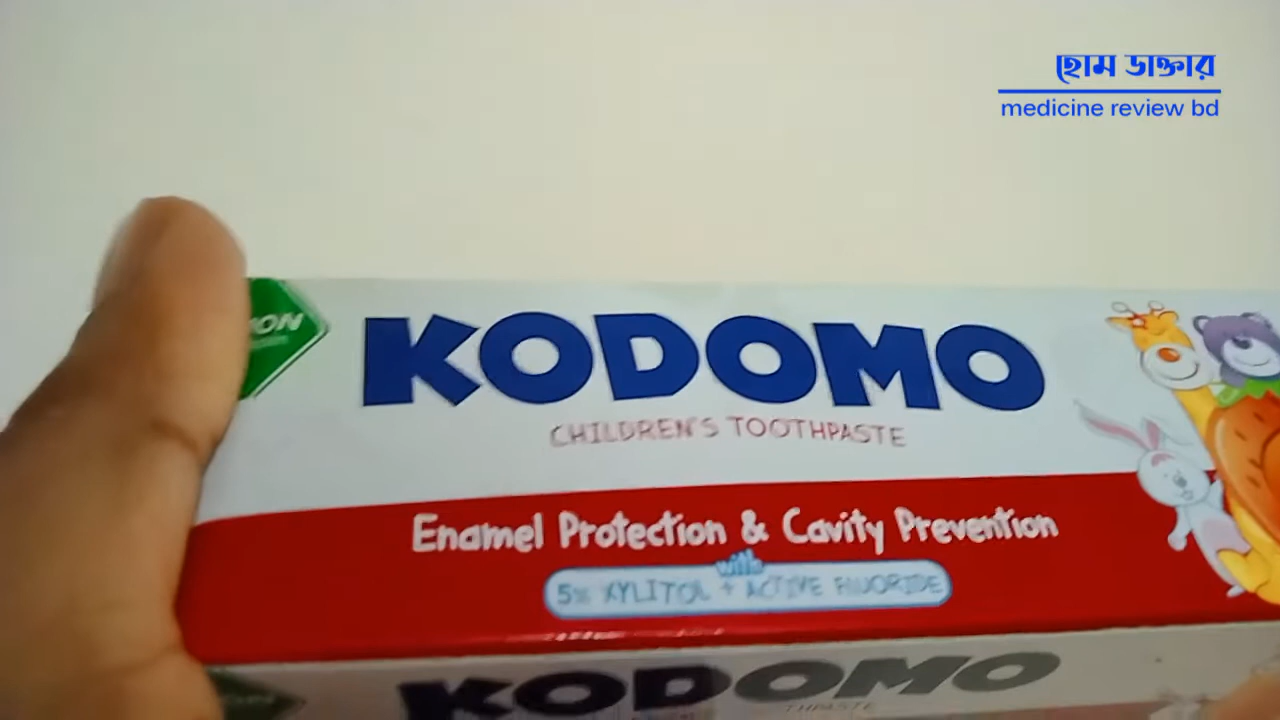 হোম ডাক্তার
medicine review bd
KODOMO
CHILDREN'S TOOTHPASTE
Enamel Protection & Cavity Prevention
with
5% XYLITOL + ACTIVE FLUORIDE
KODOMO